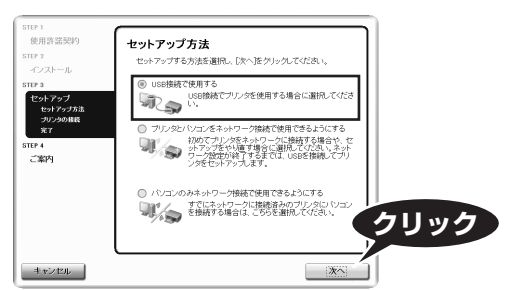 STEP 1
使用許諾契約
STEP 2
インストール
STEP 3
セットアップ
セットアップ方法
プリンタの接続
完了
STEP 4
ご案内
セットアップ方法
セットアップする方法を選択し、[次へ]をクリックしてください。
USB接続で使用する
USB接続でプリンタを使用する場合に選択してくださ
い。
プリンタとパソコンをネットワーク接続で使用できるようにする
初めてプリンタをネットワークに接続する場合や、セ
ットアップをやり直す場合に選択してください。ネット
ワーク設定が終了するまでは、USBを接続してプリ
ンタをセットアップします。
パソコンのみネットワーク接続で使用できるようにする
すでにネットワークに接続済みのプリンタにパソコン
を接続する場合は、こちらを選択してください。
クリック
キャンセル
次へ